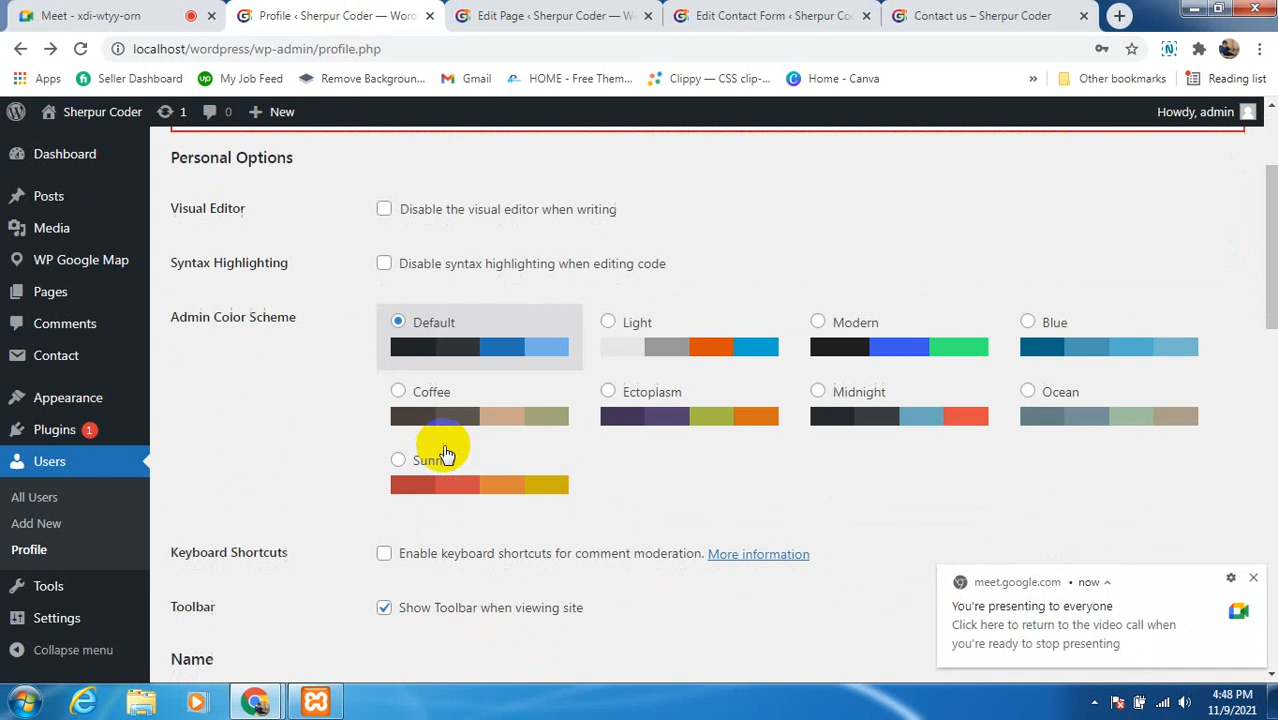 Meet - xdi-wtyy-orn
Profile ‹ Sherpur Coder — Word
Edit Page ‹ Sherpur Coder — W
Edit Contact Form ‹ Sherpur Coder
Contact us – Sherpur Coder
localhost/wordpress/wp-admin/profile.php
Apps
Seller Dashboard
My Job Feed
Remove Backgroun...
Gmail
HOME - Free Them...
Clippy — CSS clip-...
Home - Canva
»
Other bookmarks
Reading list
Sherpur Coder
1
0
New
Howdy, admin
Dashboard
Posts
Media
WP Google Map
Pages
Comments
Contact
Appearance
Plugins 1
Users
All Users
Add New
Profile
Tools
Settings
Collapse menu
Personal Options
Visual Editor
Disable the visual editor when writing
Syntax Highlighting
Disable syntax highlighting when editing code
Admin Color Scheme
Default
Light
Modern
Blue
Coffee
Ectoplasm
Midnight
Ocean
Keyboard Shortcuts
Enable keyboard shortcuts for comment moderation. More information
Toolbar
Show Toolbar when viewing site
Name
meet.google.com • now
You're presenting to everyone
Click here to return to the video call when
you're ready to stop presenting
4:48 PM
11/9/2021